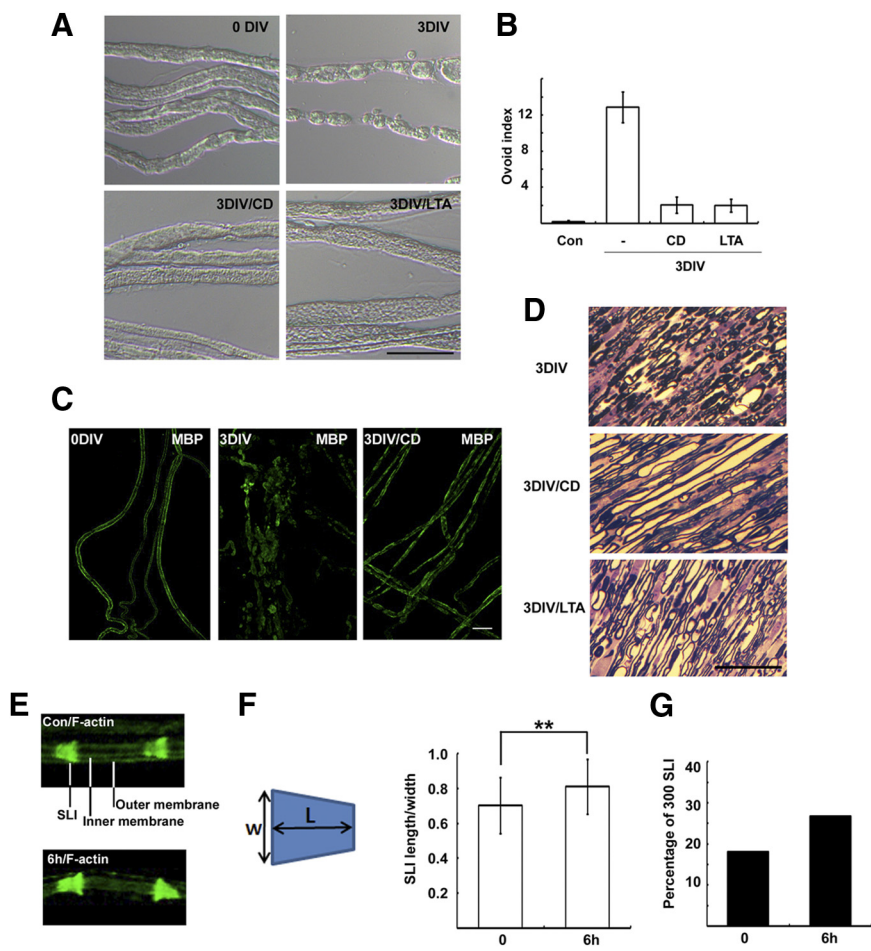 A
0 DIV
3DIV
3DIV/CD
3DIV/LTA
B
Ovoid index
12
8
4
Con
-
CD
LTA
3DIV
C
0DIV
MBP
3DIV
MBP
3DIV/CD
MBP
D
3DIV
3DIV/CD
3DIV/LTA
E
Con/F-actin
Outer membrane
SLI
Inner membrane
6h/F-actin
F
W
L
**
SLI length/width
1.0
0.8
0.6
0.4
0.2
0
6h
G
Percentage of 300 SLI
40
30
20
10
0
6h